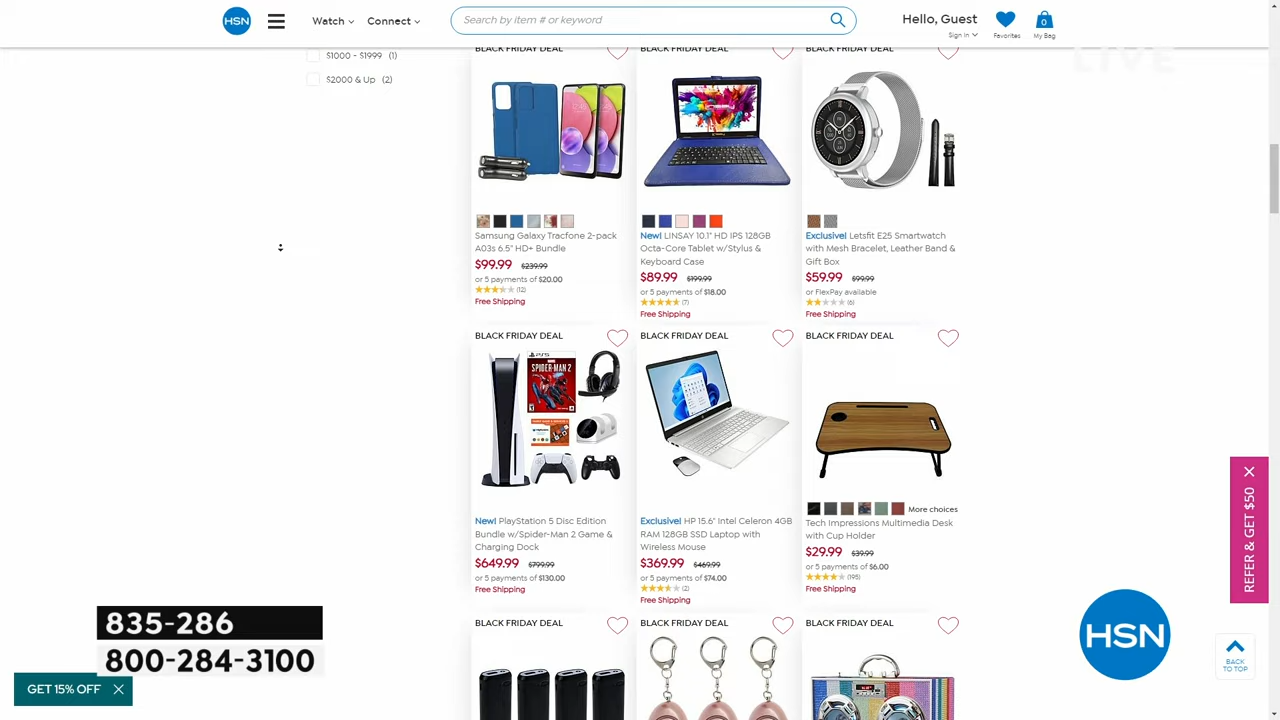 HSN
Watch
Connect
Search by item # or keyword
Hello, Guest
Sign In
Favorites
0
My Bag
LIVE
$1000 - $1999 (1)
$2000 & Up (2)
BLACK FRIDAY DEAL
BLACK FRIDAY DEAL
BLACK FRIDAY DEAL
Samsung Galaxy Tracfone 2-pack
A03s 6.5" HD+ Bundle
$99.99 $239.99
or 5 payments of $20.00
(12)
Free Shipping
New! LINSAY 10.1" HD IPS 128GB
Octa-Core Tablet w/Stylus &
Keyboard Case
$89.99 $199.99
or 5 payments of $18.00
(7)
Free Shipping
Exclusive! Letsfit E25 Smartwatch
with Mesh Bracelet, Leather Band &
Gift Box
$59.99 $99.99
or FlexPay available
(6)
Free Shipping
BLACK FRIDAY DEAL
BLACK FRIDAY DEAL
BLACK FRIDAY DEAL
PS5
MARVEL
SPIDER-MAN 2
New! PlayStation 5 Disc Edition
Bundle w/Spider-Man 2 Game &
Charging Dock
$649.99 $799.99
or 5 payments of $130.00
Free Shipping
Exclusive! HP 15.6" Intel Celeron 4GB
RAM 128GB SSD Laptop with
Wireless Mouse
$369.99 $469.99
or 5 payments of $74.00
(2)
Free Shipping
More choices
Tech Impressions Multimedia Desk
with Cup Holder
$29.99 $39.99
or 5 payments of $6.00
(195)
Free Shipping
BLACK FRIDAY DEAL
BLACK FRIDAY DEAL
BLACK FRIDAY DEAL
REFER & GET $50
835-286
800-284-3100
GET 15% OFF
HSN
BACK
TO TOP